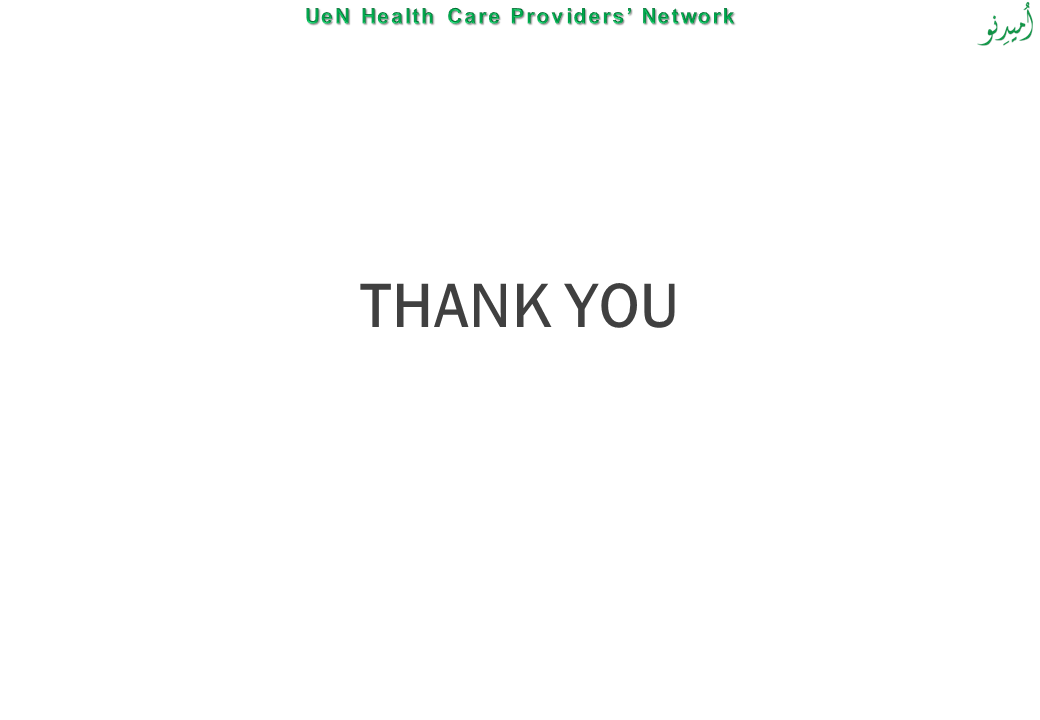 UeN Health Care Providers’ Network
اُمیدِنو
THANK YOU